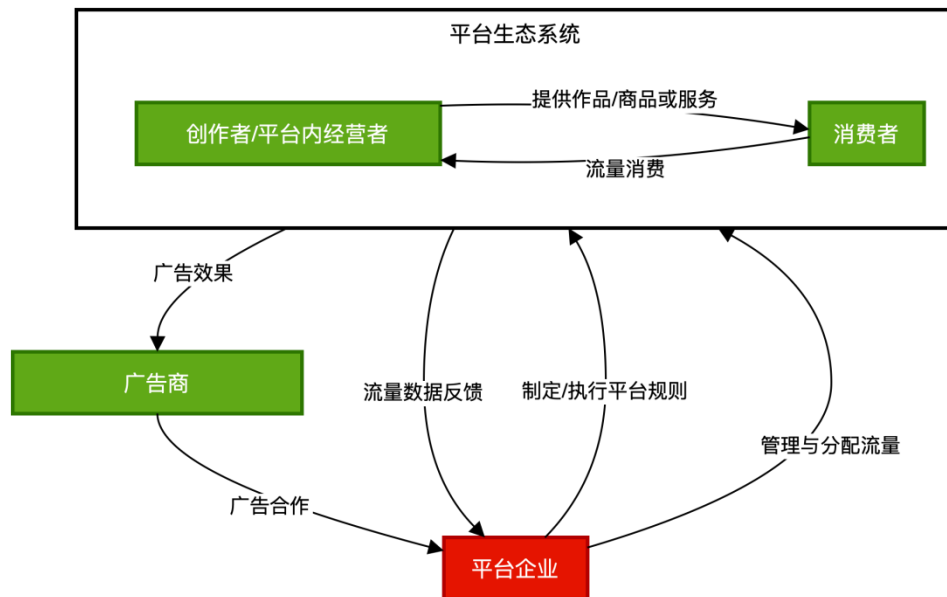 平台生态系统
提供作品/商品或服务
创作者/平台内经营者
消费者
流量消费
广告效果
广告商
流量数据反馈
制定/执行平台规则
管理与分配流量
广告合作
平台企业